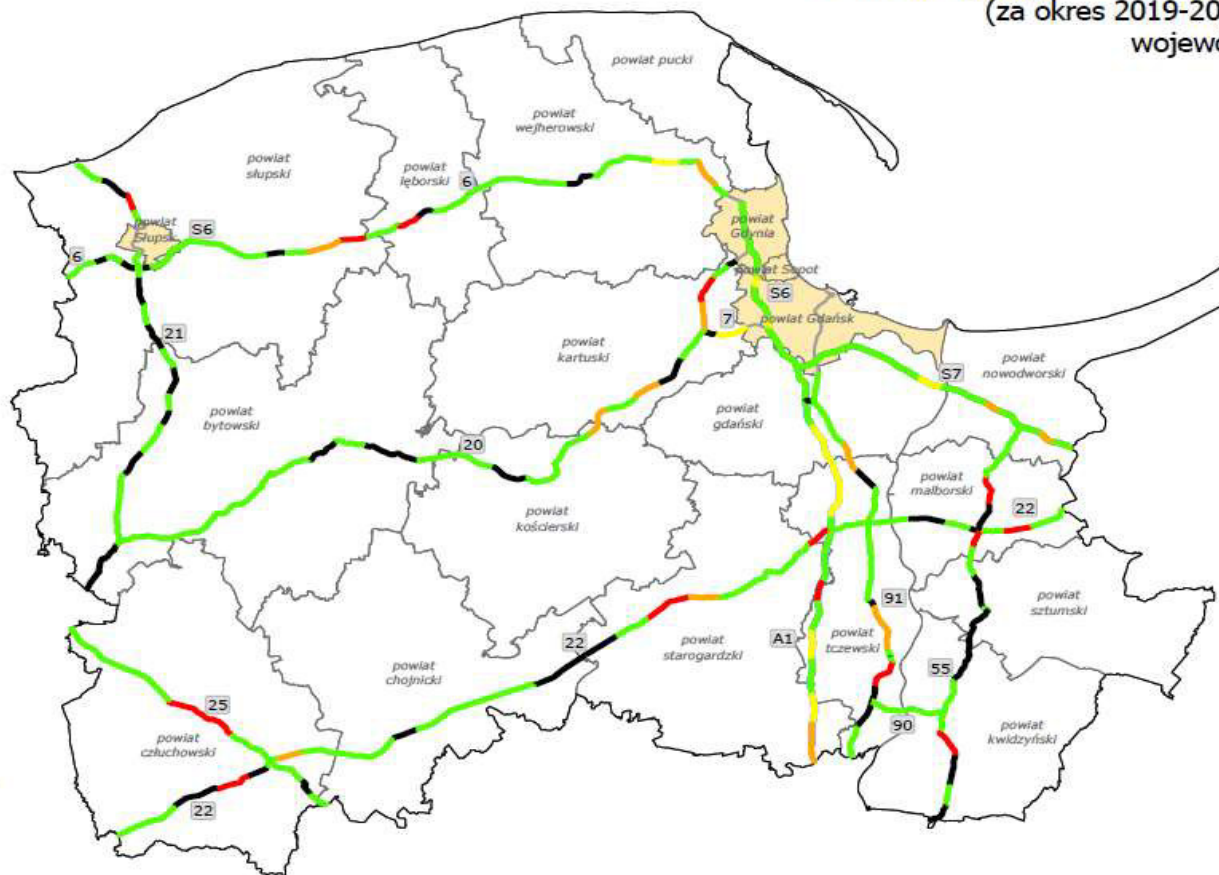 (za okres 2019-20
wojewo
powiat pucki
powiat
wejherowski
powiat
słupski
powiat
lęborski
6
powiat
Słupsk
S6
powiat
Gdynia
6
powiat Sopot
S6
7
powiat Gdańsk
21
powiat
kartuski
powiat
nowodworski
S7
powiat
bytowski
powiat
gdański
20
powiat
malborski
22
powiat
kościerski
91
powiat
sztumski
22
powiat
starogardzki
A1
powiat
tczewski
55
powiat
chojnicki
25
90
powiat
człuchowski
powiat
kwidzyński
22